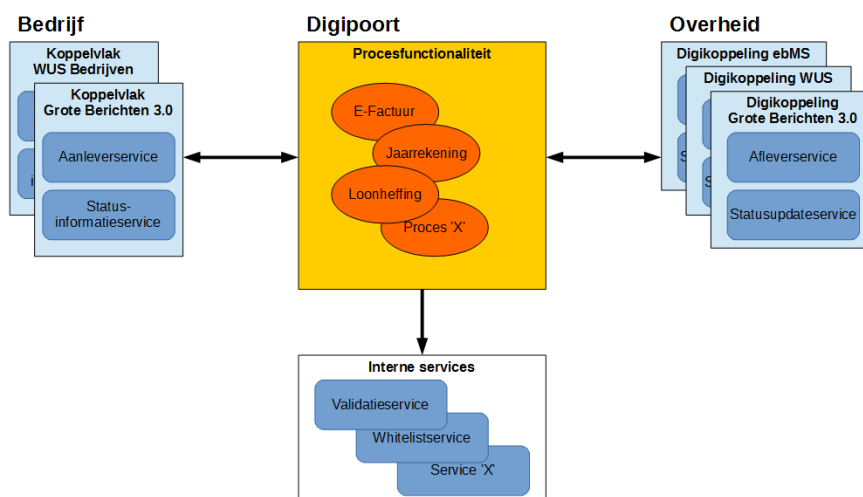 Bedrijf
Koppelvlak
WUS Bedrijven
Koppelvlak
Grote Berichten 3.0
Aanleverservice
Status-
informatieservice
Digipoort
Procesfunctionaliteit
E-Factuur
Jaarrekening
Loonheffing
Proces 'X'
Overheid
Digikoppeling ebMS
Digikoppeling WUS
Digikoppeling
Grote Berichten 3.0
Afleverservice
Statusupdateservice
Interne services
Validatieservice
Whitelistservice
Service 'X'